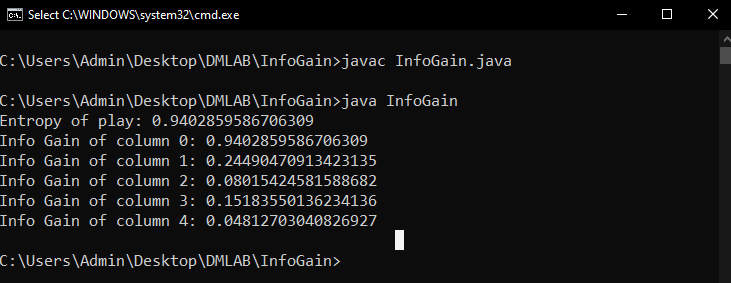 Select C:\WINDOWS\system32\cmd.exe
C:\Users\Admin\Desktop\DMLAB\InfoGain>javac InfoGain.java
C:\Users\Admin\Desktop\DMLAB\InfoGain>java InfoGain
Entropy of play: 0.9402859586706309
Info Gain of column 0: 0.9402859586706309
Info Gain of column 1: 0.24490470913423135
Info Gain of column 2: 0.08015424581588682
Info Gain of column 3: 0.15183550136234136
Info Gain of column 4: 0.04812703040826927
C:\Users\Admin\Desktop\DMLAB\InfoGain>